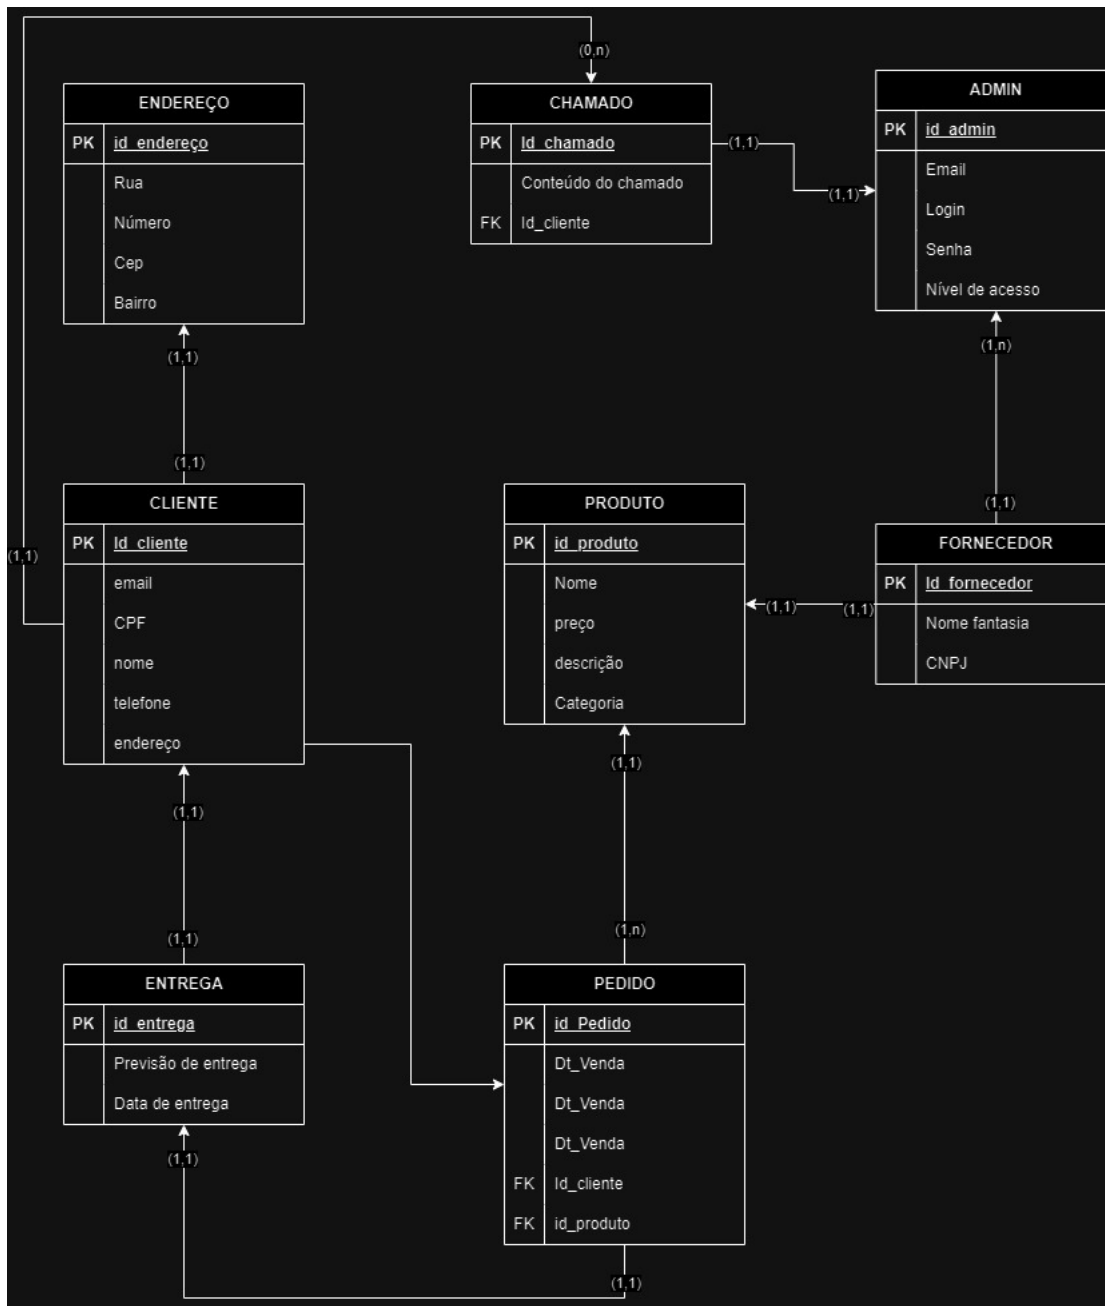 (0,n)
ENDEREÇO
PK id_endereço
Rua
Número
Cep
Bairro
CHAMADO
PK Id_chamado
Conteúdo do chamado
FK Id_cliente
(1,1)
(1,1)
ADMIN
PK id_admin
Email
Login
Senha
Nível de acesso
(1,1)
(1,1)
(1,n)
(1,1)
(1,1)
CLIENTE
PK Id_cliente
email
CPF
nome
telefone
endereço
PRODUTO
PK id_produto
Nome
preço
descrição
Categoria
(1,1)
(1,1)
FORNECEDOR
PK Id_fornecedor
Nome fantasia
CNPJ
(1,1)
(1,1)
(1,1)
(1,n)
ENTREGA
PK id_entrega
Previsão de entrega
Data de entrega
(1,1)
PEDIDO
PK id_Pedido
Dt_Venda
Dt_Venda
Dt_Venda
FK Id_cliente
FK id_produto
(1,1)